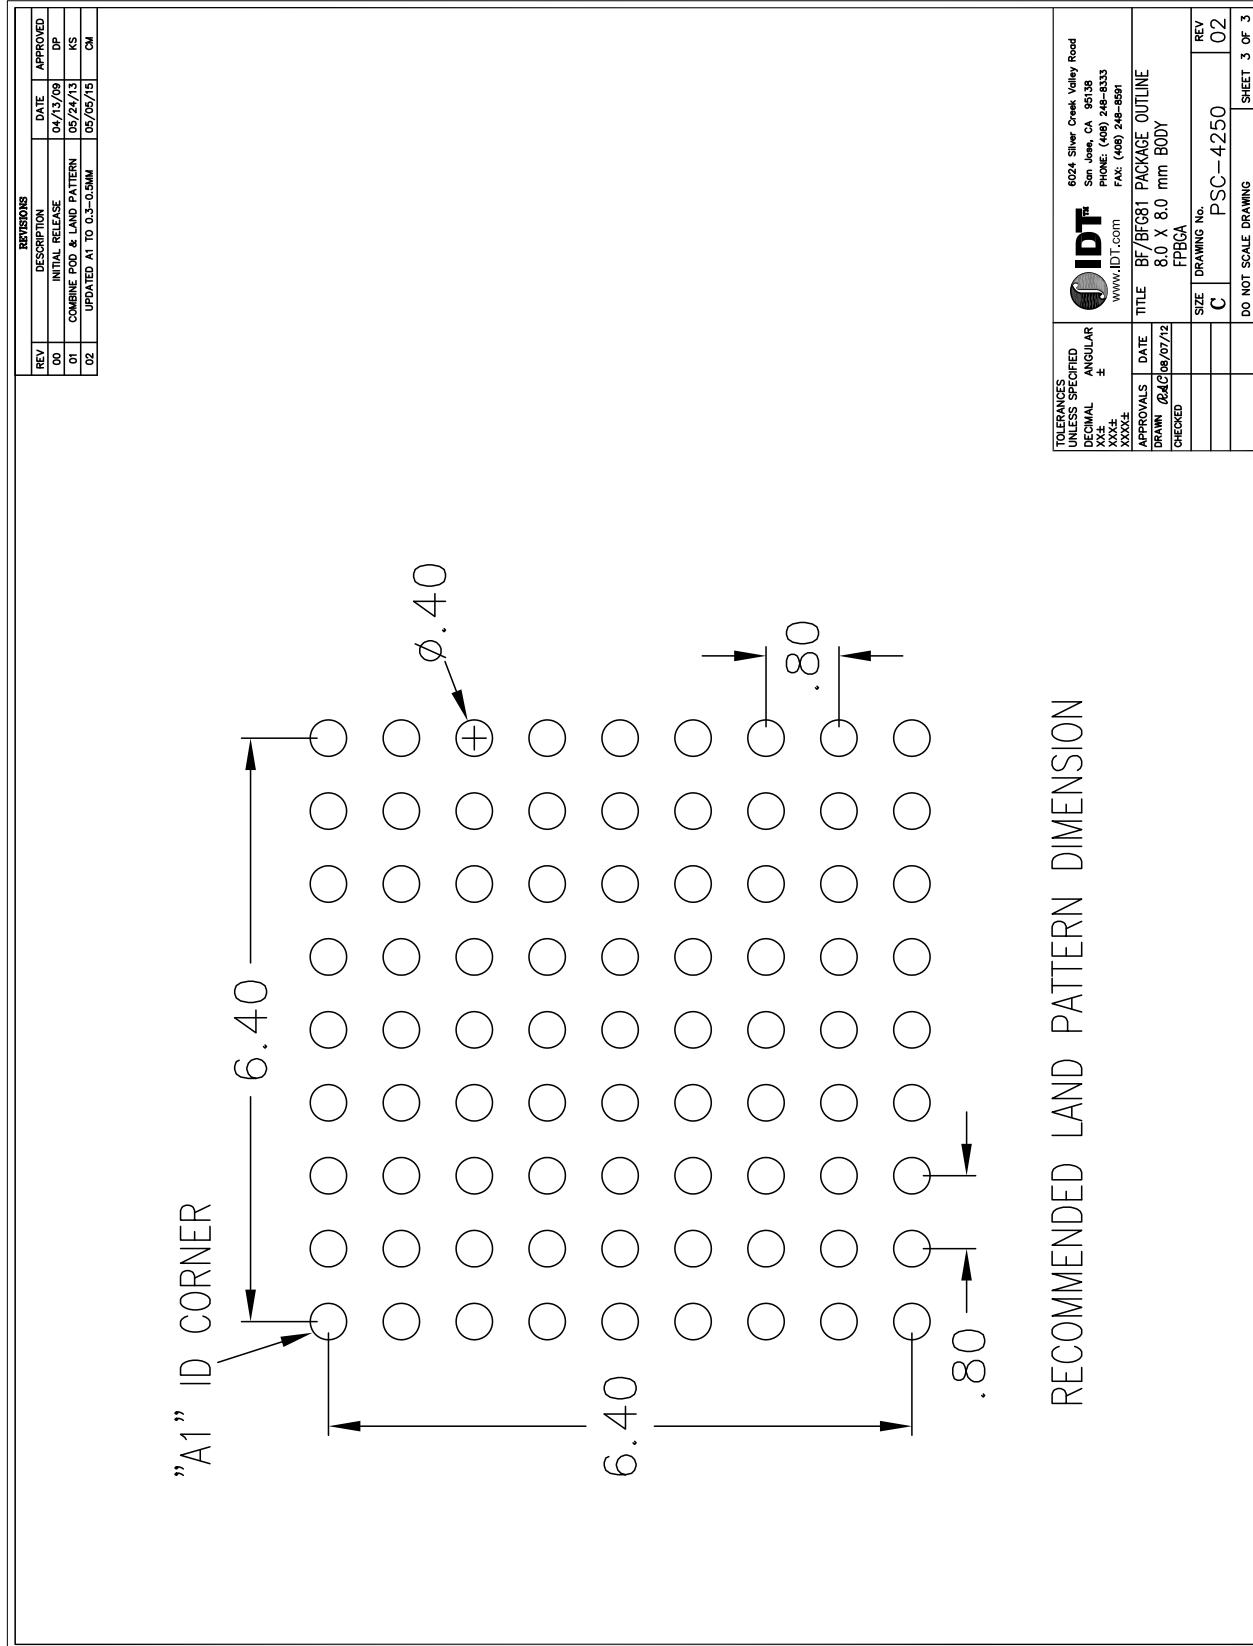 REVISIONS
REV DESCRIPTION DATE APPROVED
00 INITIAL RELEASE 04/13/09 DP
01 COMBINE POD & LAND PATTERN 05/24/13 KS
02 UPDATED A1 TO 0.3-0.5MM 05/05/15 CM
"A1" ID CORNER
6.40
Ø.40
6.40
.80
.80
RECOMMENDED LAND PATTERN DIMENSION
TOLERANCES
UNLESS SPECIFIED
DECIMAL ANGULAR
XX± ±
XXX±
XXXX±
IDT™
www.IDT.com
6024 Silver Creek Valley Road
San Jose, CA 95138
PHONE: (408) 248-8333
FAX: (408) 248-8591
APPROVALS DATE
DRAWN RAC 08/07/12
CHECKED
TITLE BF/BFG81 PACKAGE OUTLINE
8.0 X 8.0 mm BODY
FPBGA
SIZE DRAWING No. REV
C PSC-4250 02
DO NOT SCALE DRAWING SHEET 3 OF 3